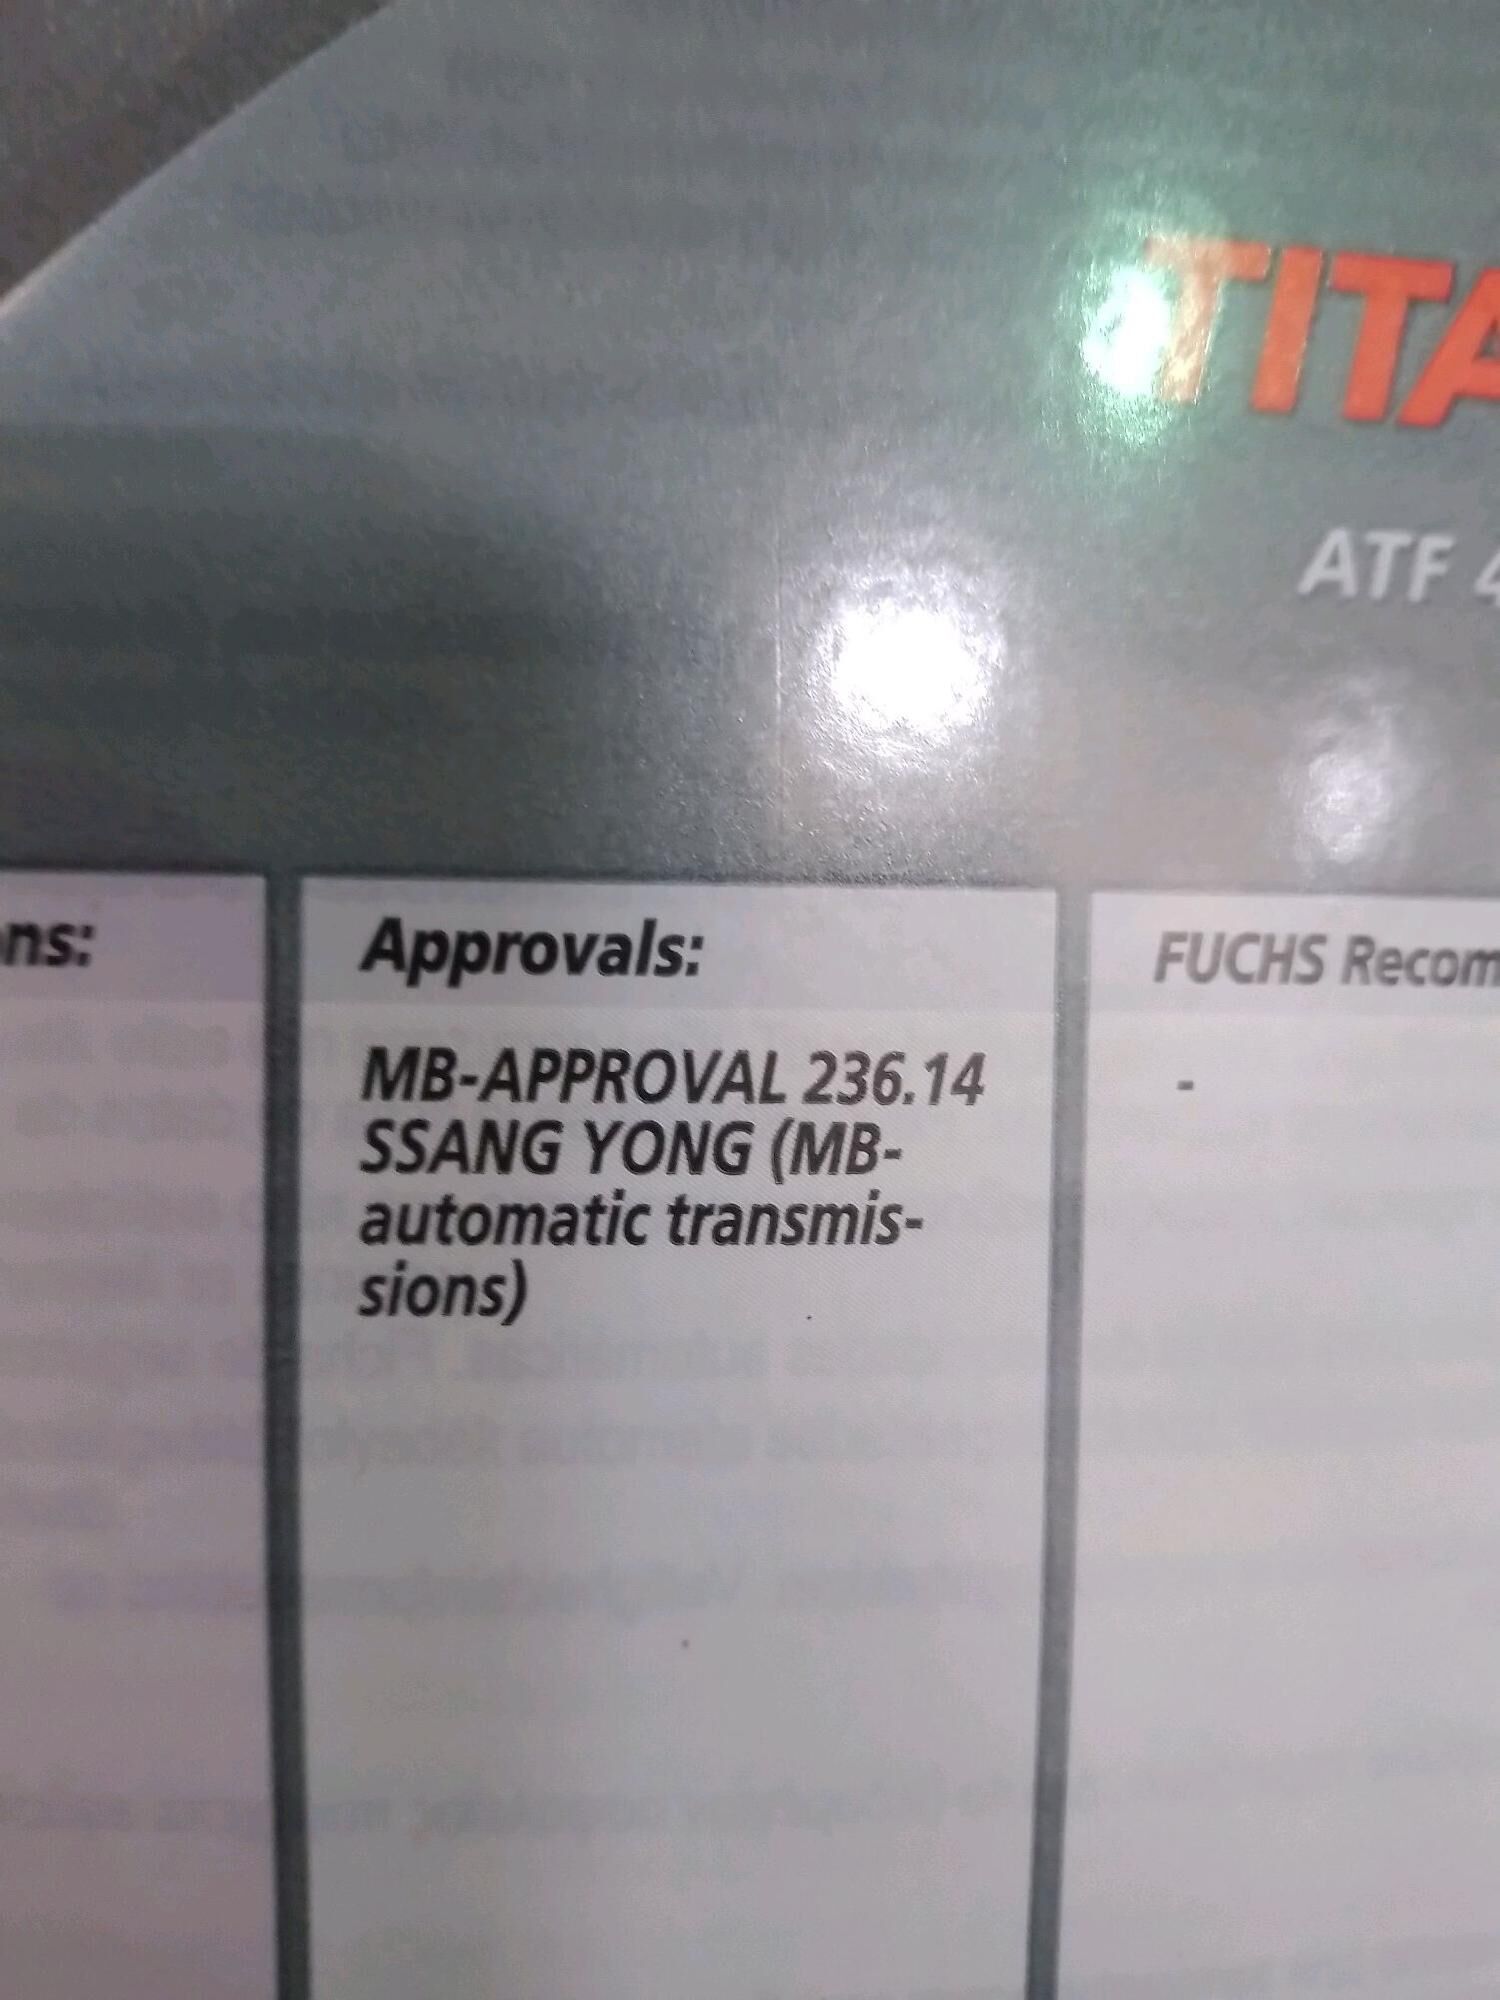 TITA
ATF 4
ns:
Approvals:
FUCHS Recom
MB-APPROVAL 236.14
-
SSANG YONG (MB-
automatic transmis-
sions)